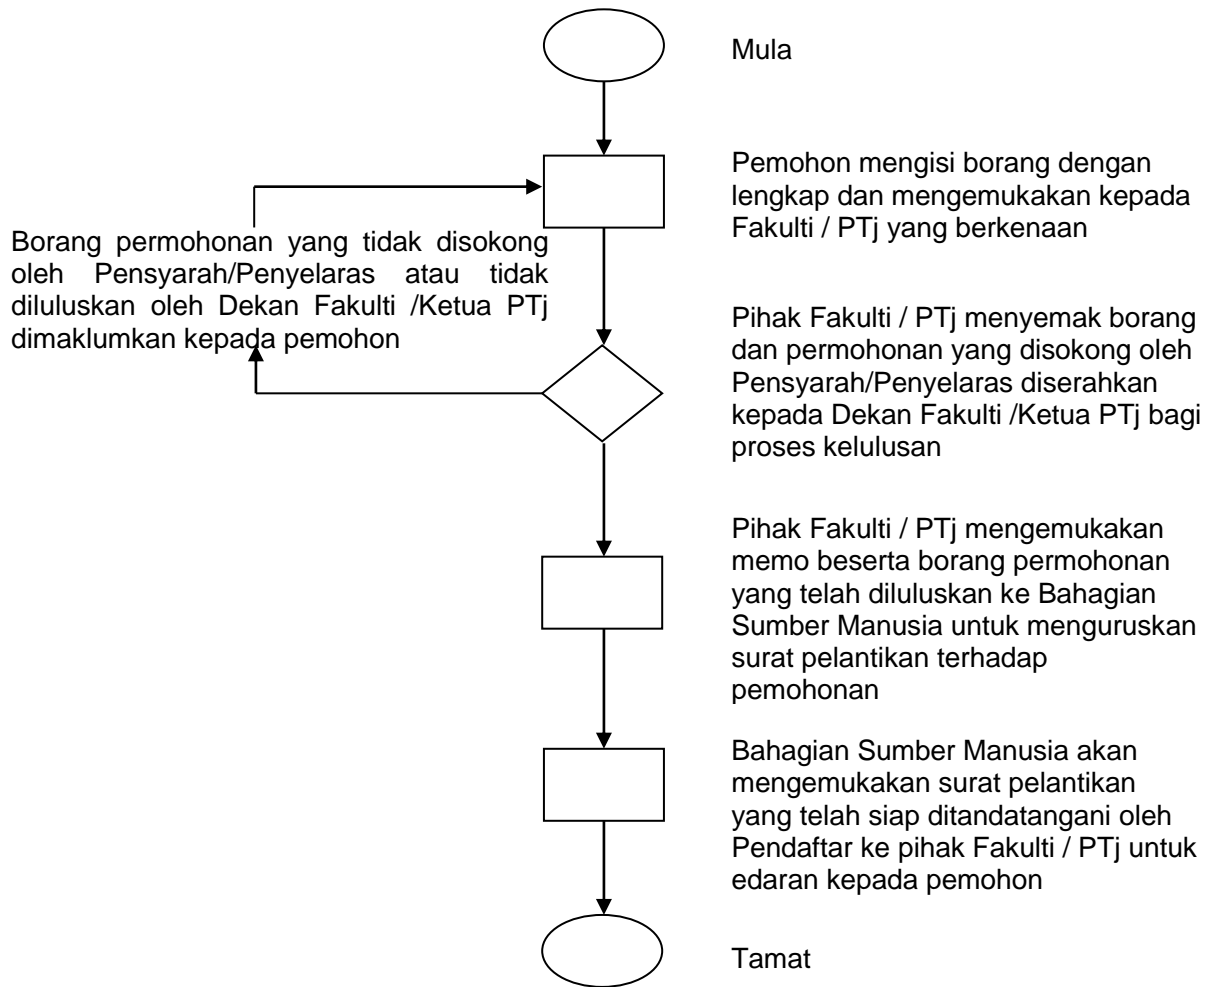 Mula
Pemohon mengisi borang dengan
lengkap dan mengemukakan kepada
Fakulti / PTj yang berkenaan
Borang permohonan yang tidak disokong
oleh Pensyarah/Penyelaras atau tidak
diluluskan oleh Dekan Fakulti /Ketua PTj
dimaklumkan kepada pemohon
Pihak Fakulti / PTj menyemak borang
dan permohonan yang disokong oleh
Pensyarah/Penyelaras diserahkan
kepada Dekan Fakulti /Ketua PTj bagi
proses kelulusan
Pihak Fakulti / PTj mengemukakan
memo beserta borang permohonan
yang telah diluluskan ke Bahagian
Sumber Manusia untuk menguruskan
surat pelantikan terhadap
pemohonan
Bahagian Sumber Manusia akan
mengemukakan surat pelantikan
yang telah siap ditandatangani oleh
Pendaftar ke pihak Fakulti / PTj untuk
edaran kepada pemohon
Tamat